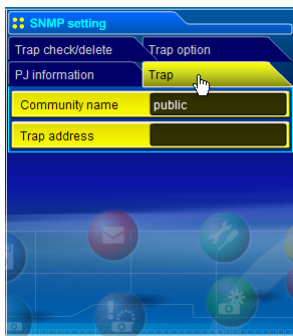 SNMP setting
Trap check/delete Trap option
PJ information Trap
Community name public
Trap address